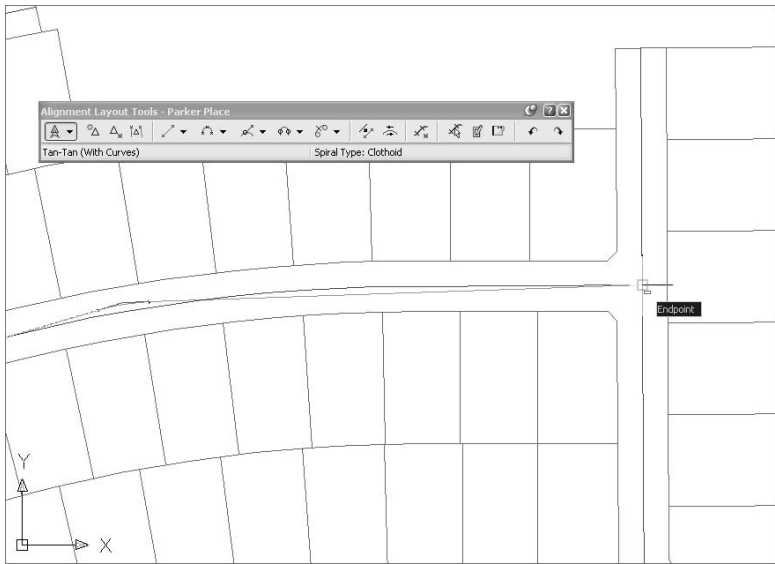 Alignment Layout Tools - Parker Place
Tan-Tan (With Curves) Spiral Type: Clothoid
Endpoint
Y
X